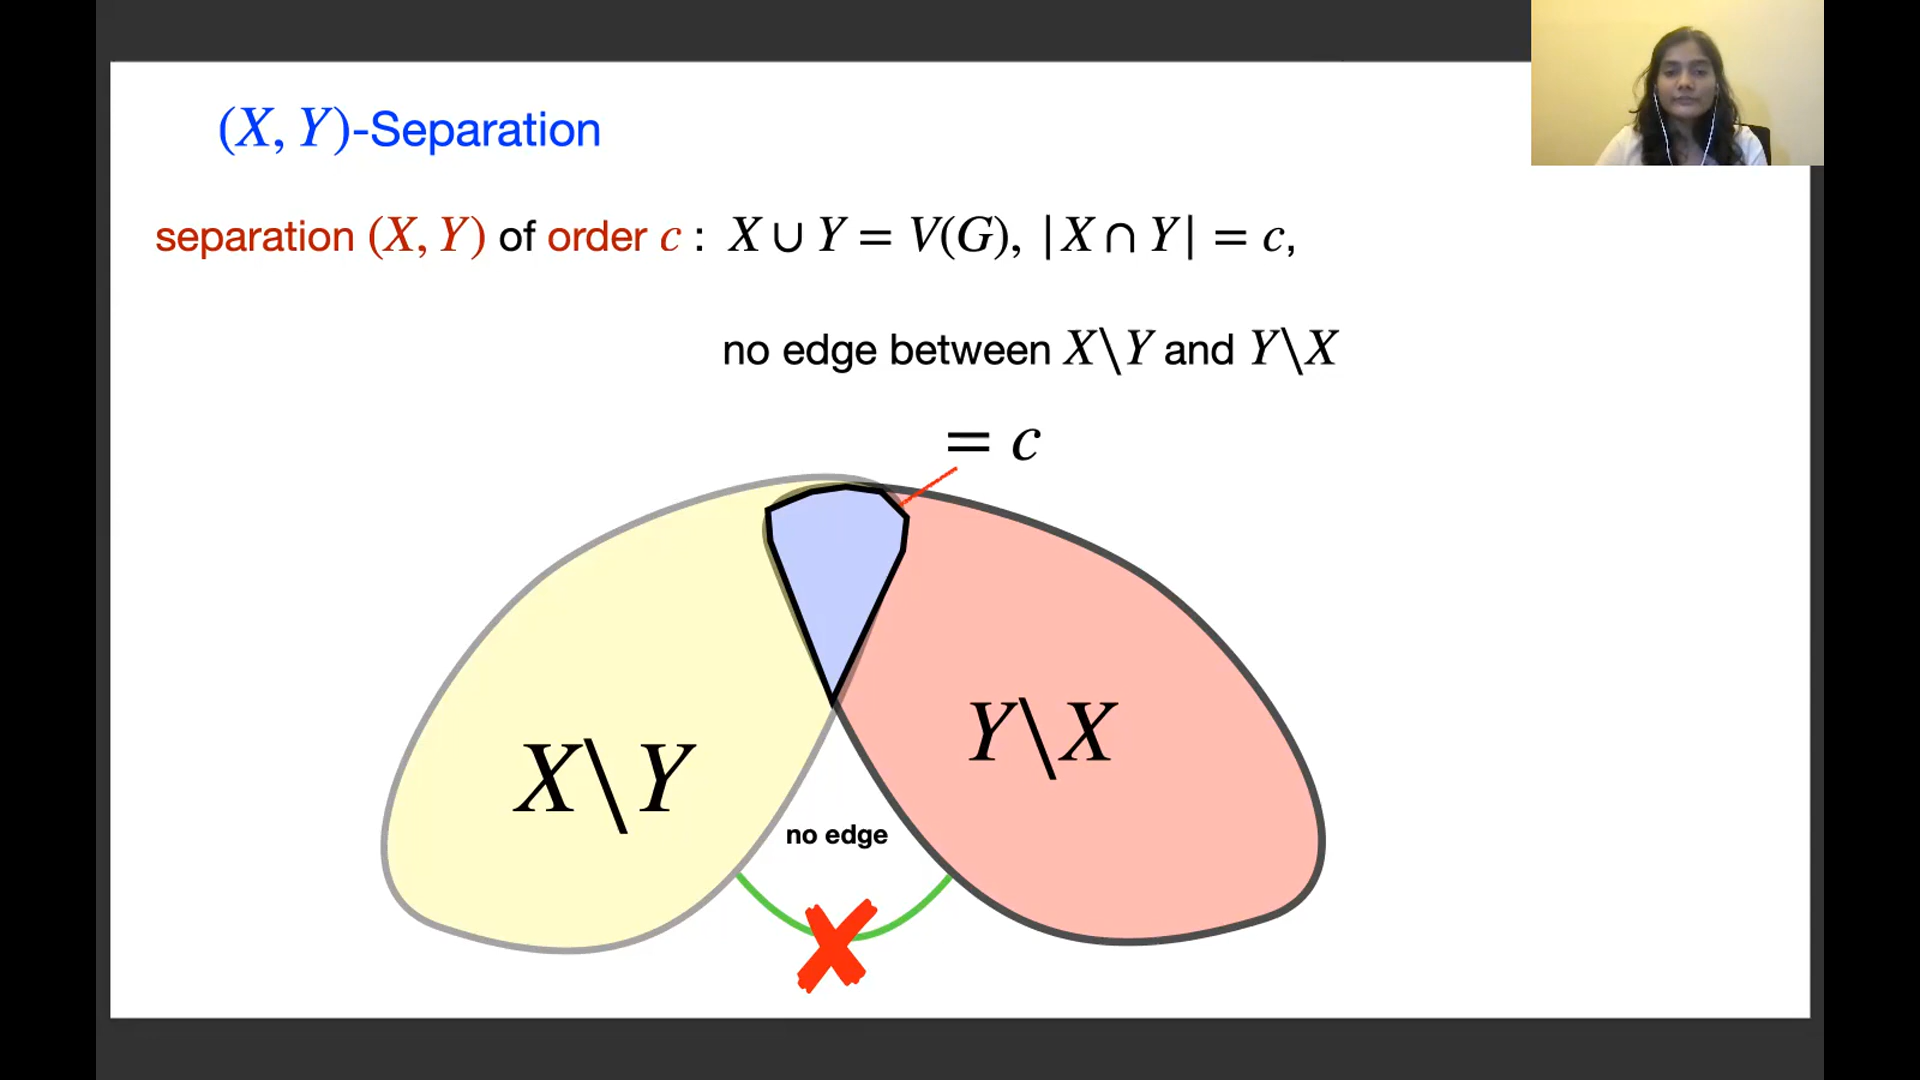 (X, Y)-Separation
separation (X, Y) of order c : X ∪ Y = V(G), |X ∩ Y| = c,
no edge between X\Y and Y\X
= c
X\Y
Y\X
no edge